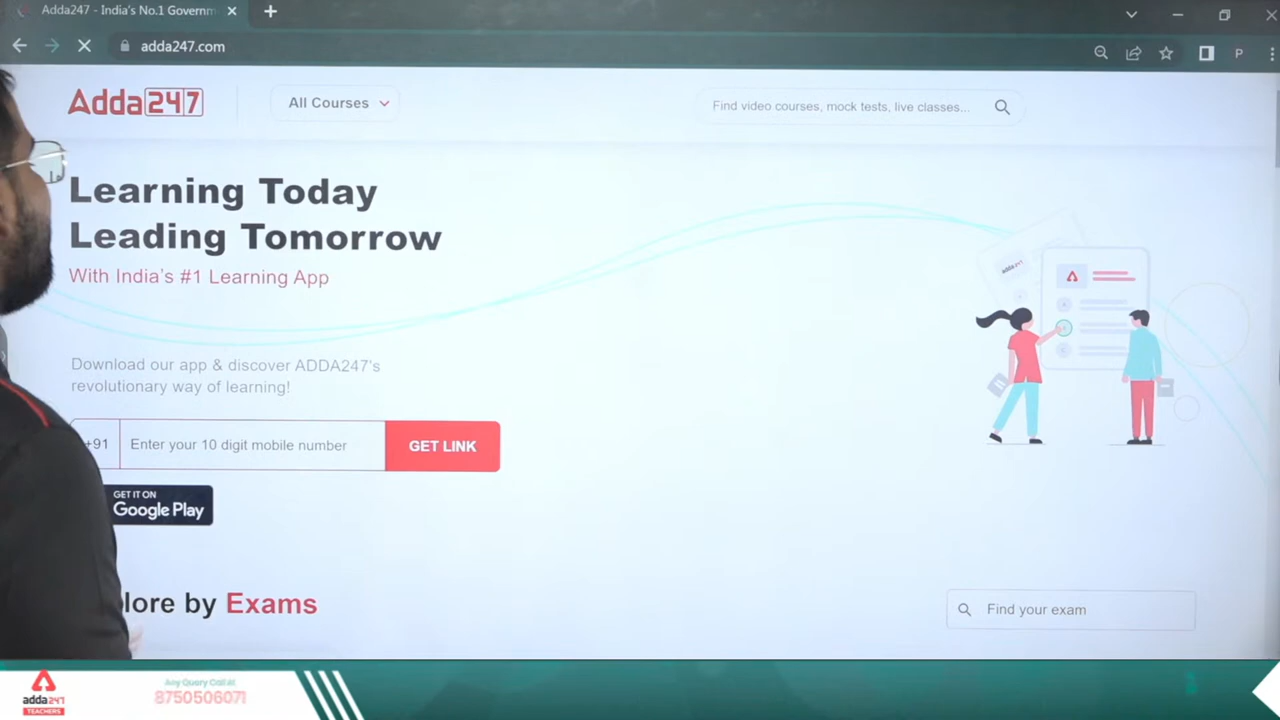 Adda247 - India's No.1 Governm
adda247.com
P
Adda247
All Courses
Find video courses, mock tests, live classes...
Learning Today
Leading Tomorrow
With India's #1 Learning App
Download our app & discover ADDA247's
revolutionary way of learning!
+91
Enter your 10 digit mobile number
GET LINK
GET IT ON
Google Play
adda247
lore by Exams
Find your exam
adda247
TEACHERS
Any Query Call At
8750506071